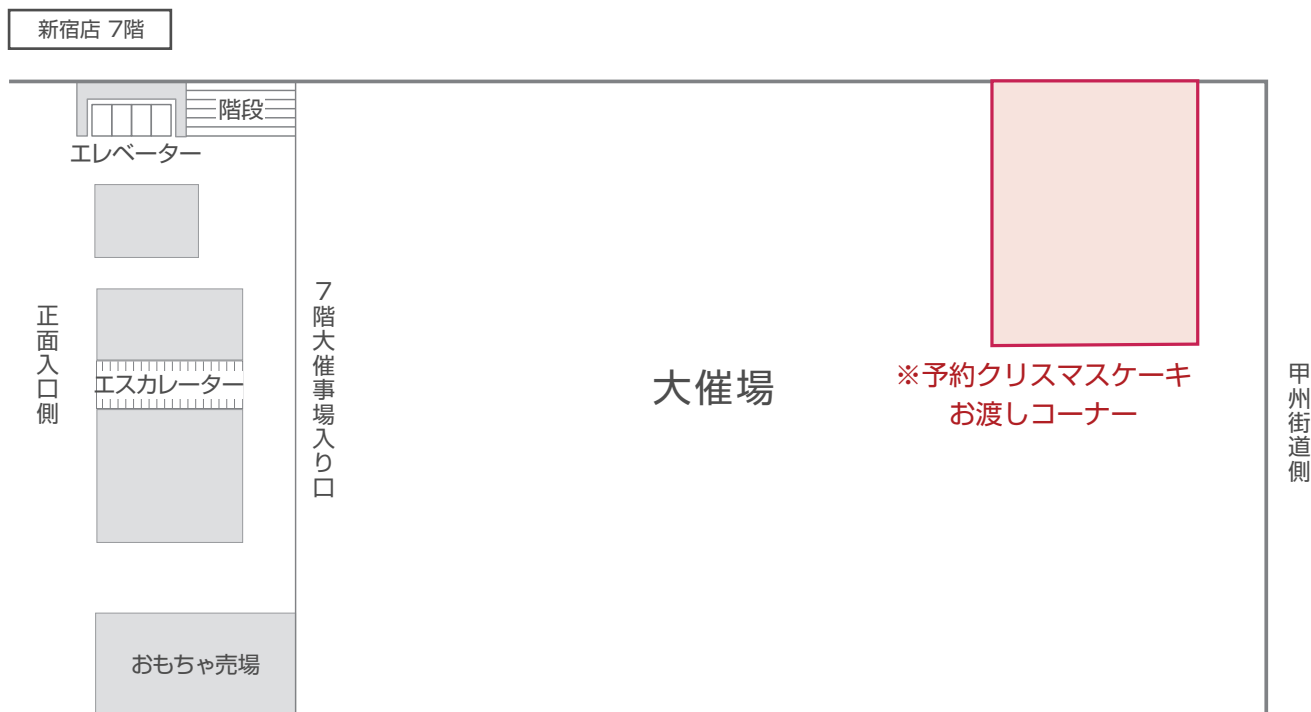 新宿店 7階
階段
エレベーター
正面入口側
エスカレーター
7階大催事場入り口
大催場
※予約クリスマスケーキ
お渡しコーナー
甲州街道側
おもちゃ売場